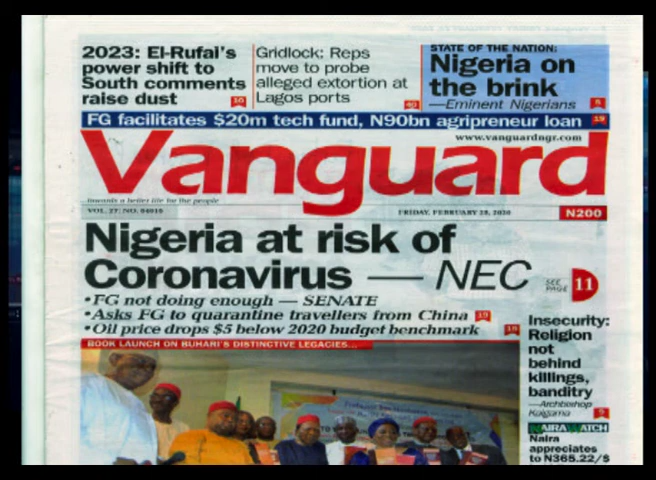 2023: El-Rufai's
power shift to
South comments
raise dust
16
Gridlock: Reps
move to probe
alleged extortion at
Lagos ports
40
STATE OF THE NATION:
Nigeria on
the brink
—Eminent Nigerians
8
FG facilitates $20m tech fund, N90bn agripreneur loan 19
www.vanguardngr.com
Vanguard
towards a better life for the people
VOL. 27: NO.
FRIDAY, FEBRUARY 28, 2020
N200
Nigeria at risk of
Coronavirus — NEC
SEE PAGE 11
•FG not doing enough — SENATE
•Asks FG to quarantine travellers from China
•Oil price drops $5 below 2020 budget benchmark
BOOK LAUNCH ON BUHARI'S DISTINCTIVE LEGACIES...
Insecurity:
Religion
not
behind
killings,
banditry
—Archbishop
Kaigama
NAIRA WATCH
Naira
appreciates
to N365.22/$